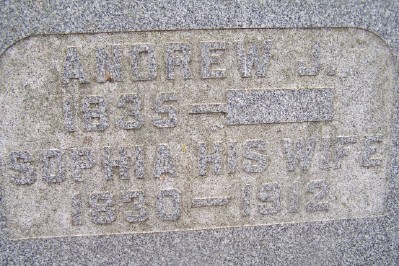 ANDREW J.
1835 —
SOPHIA HIS WIFE
1830 — 1912